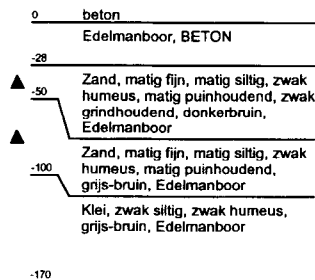 0 beton
Edelmanboor, BETON
-28
Zand, matig fijn, matig siltig, zwak
-50 humeus, matig puinhoudend, zwak
grindhoudend, donkerbruin,
Edelmanboor
Zand, matig fijn, matig siltig, zwak
-100 humeus, matig puinhoudend,
grijs-bruin, Edelmanboor
Klei, zwak siltig, zwak humeus,
grijs-bruin, Edelmanboor
-170